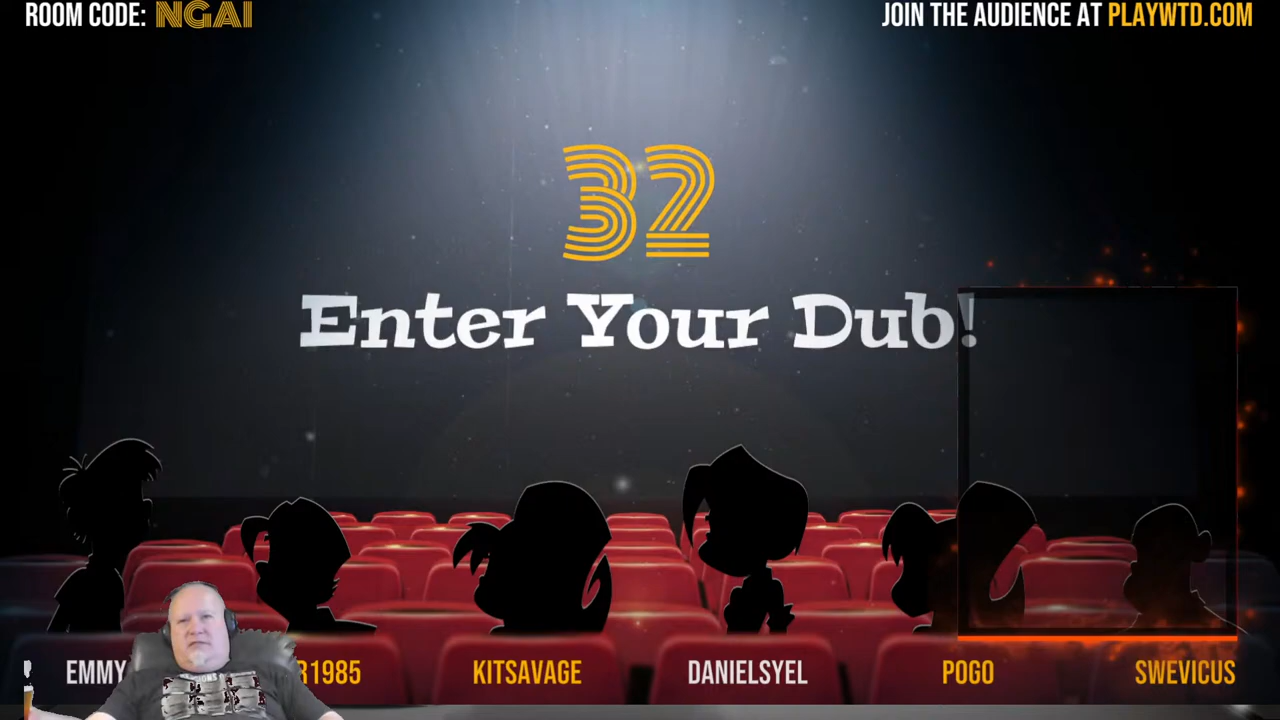 ROOM CODE: NGAI
JOIN THE AUDIENCE AT PLAYWTD.COM
32
Enter Your Dub!
EMMY
R1985
KITSAVAGE
DANIELSYEL
POGO
SWEVICUS